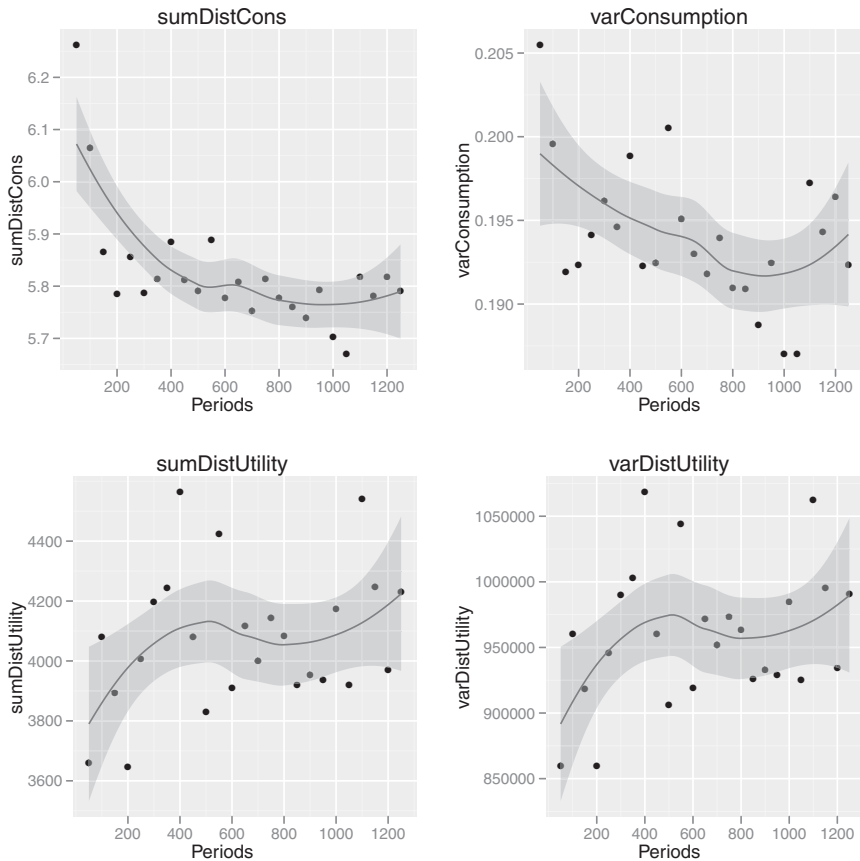 sumDistCons
sumDistCons
6.2
6.1
6.0
5.9
5.8
5.7
200 400 600 800 1000 1200
Periods
varConsumption
varConsumption
0.205
0.200
0.195
0.190
200 400 600 800 1000 1200
Periods
sumDistUtility
sumDistUtility
4400
4200
4000
3800
3600
200 400 600 800 1000 1200
Periods
varDistUtility
varDistUtility
1050000
1000000
950000
900000
850000
200 400 600 800 1000 1200
Periods